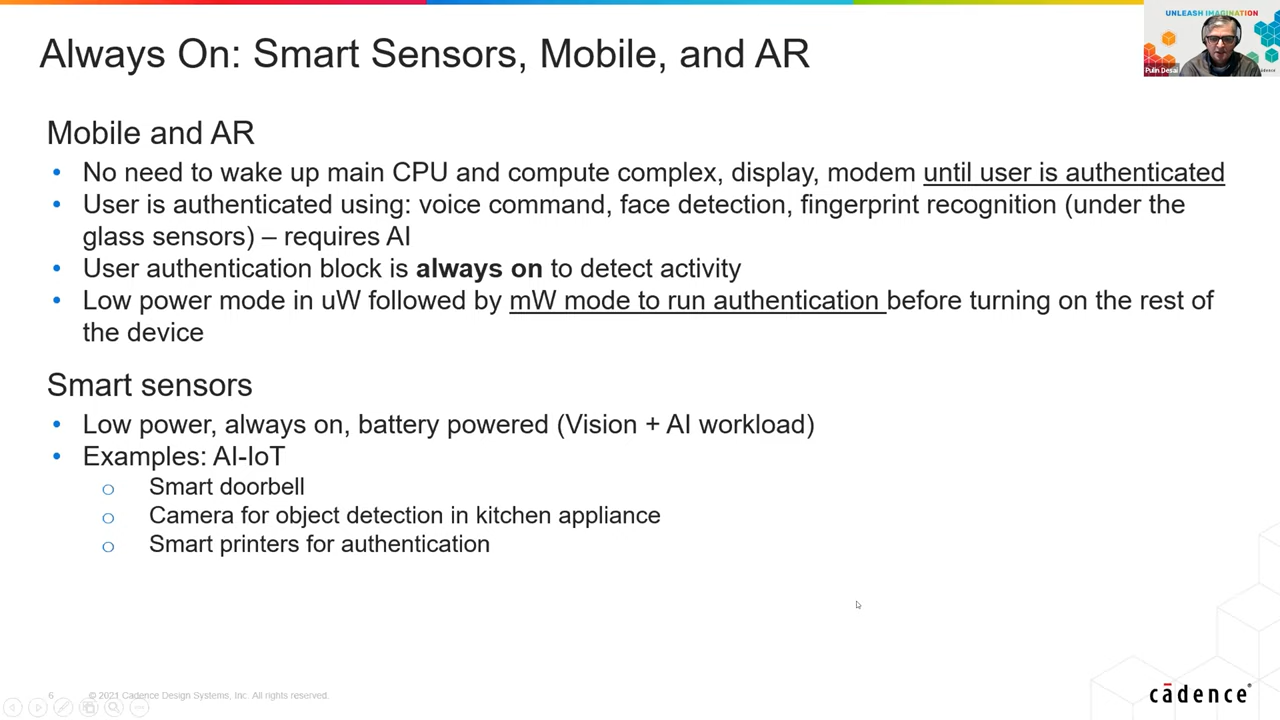 UNLEASH IMAGINATION
Pulin Desai
Always On: Smart Sensors, Mobile, and AR
Mobile and AR
• No need to wake up main CPU and compute complex, display, modem until user is authenticated
• User is authenticated using: voice command, face detection, fingerprint recognition (under the
glass sensors) – requires AI
• User authentication block is always on to detect activity
• Low power mode in uW followed by mW mode to run authentication before turning on the rest of
the device
Smart sensors
• Low power, always on, battery powered (Vision + AI workload)
• Examples: AI-IoT
o Smart doorbell
o Camera for object detection in kitchen appliance
o Smart printers for authentication
6 © 2021 Cadence Design Systems, Inc. All rights reserved.
cādence®